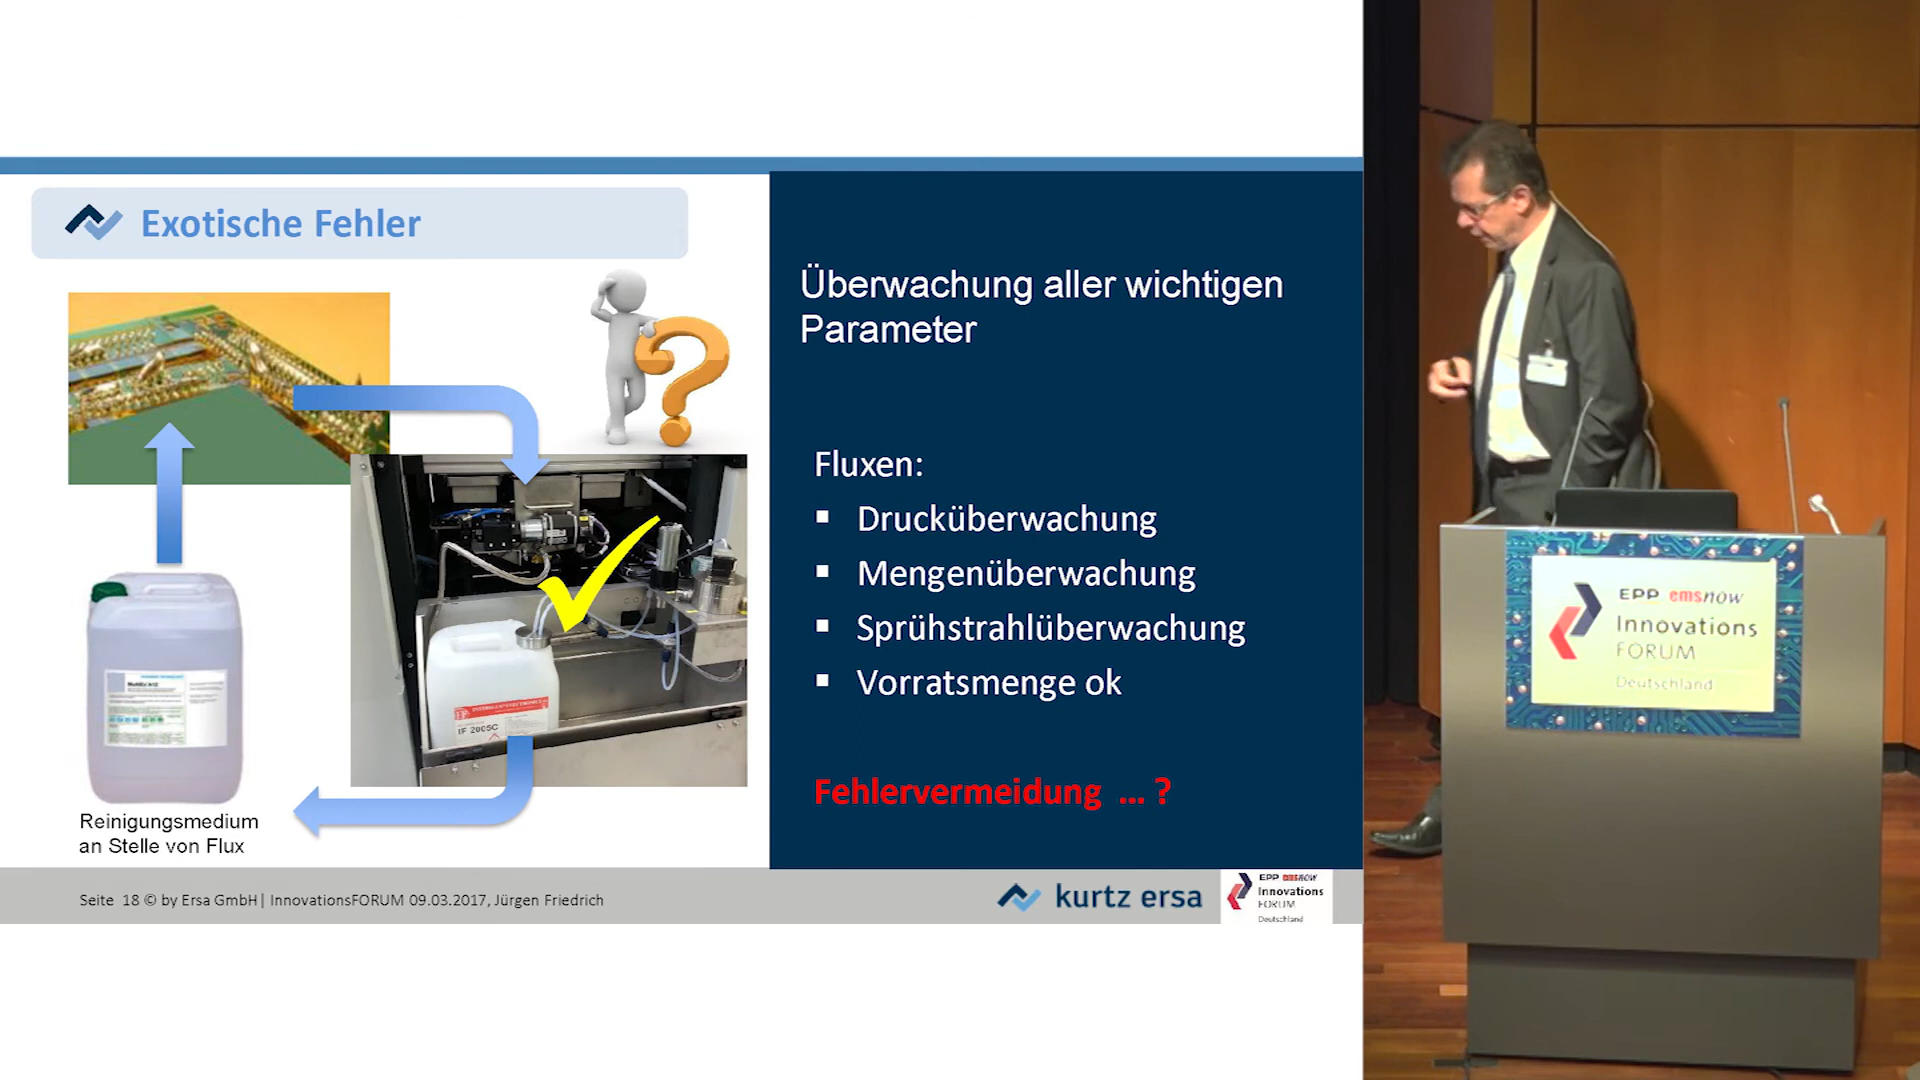 Exotische Fehler
Überwachung aller wichtigen
Parameter
Fluxen:
▪ Drucküberwachung
▪ Mengenüberwachung
▪ Sprühstrahlüberwachung
▪ Vorratsmenge ok
Fehlervermeidung ... ?
IF 2005C
Reinigungsmedium
an Stelle von Flux
Seite 18 © by Ersa GmbH| InnovationsFORUM 09.03.2017, Jürgen Friedrich
kurtz ersa
EPP emsnow
Innovations
FORUM
Deutschland
EPP emsnow
Innovations
FORUM
Deutschland